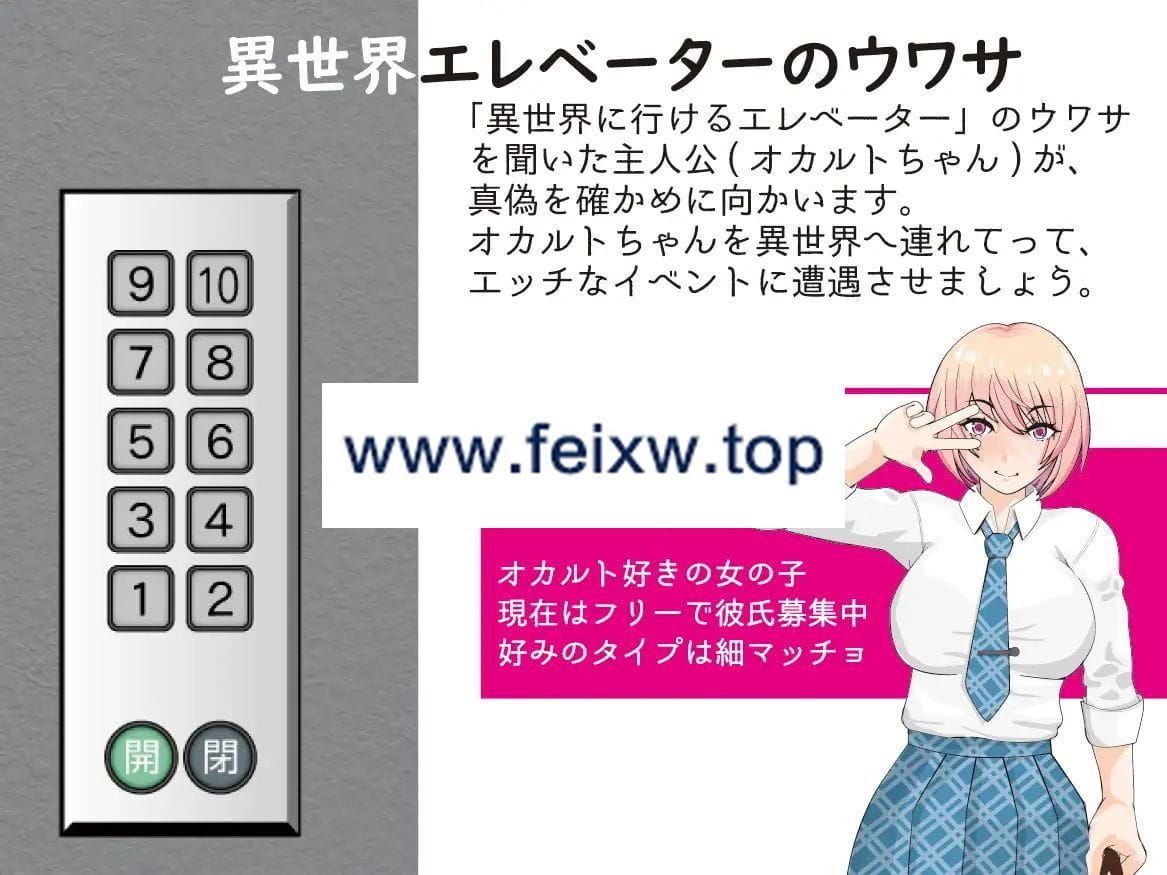 異世界エレベーターのウワサ
「異世界に行けるエレベーター」のウワサ
を聞いた主人公(オカルトちゃん)が、
真偽を確かめに向かいます。
オカルトちゃんを異世界へ連れてって、
エッチなイベントに遭遇させましょう。
9 10
7 8
5 6
3 4
1 2
開 閉
www.feixw.top
オカルト好きの女の子
現在はフリーで彼氏募集中
好みのタイプは細マッチョ